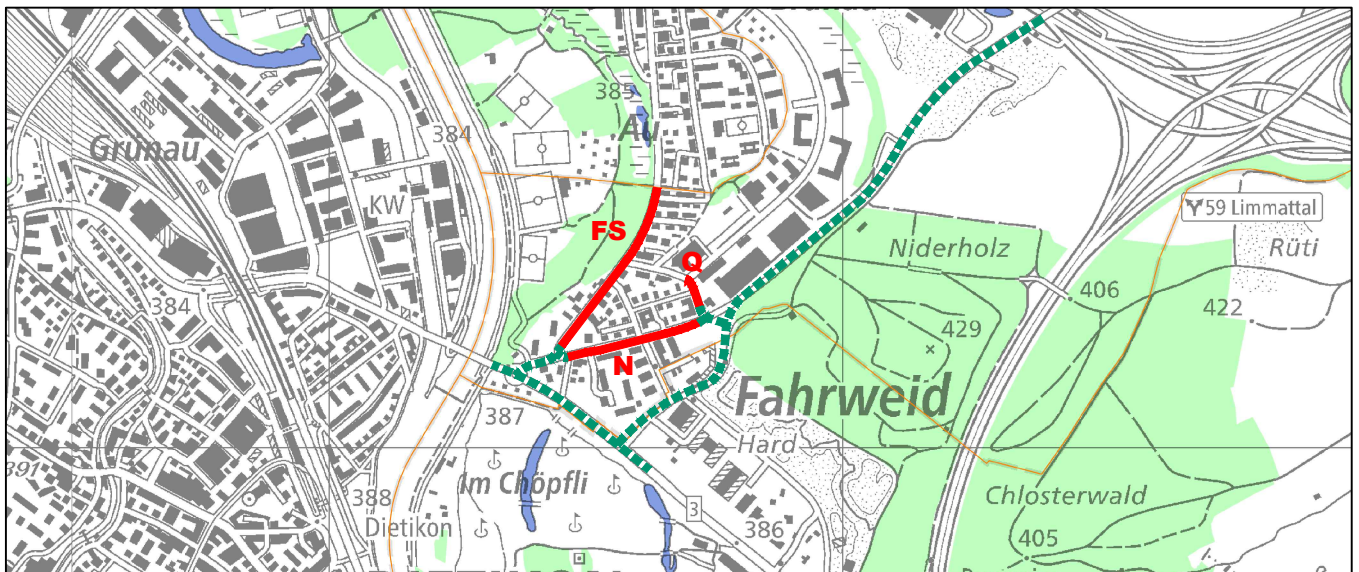 385
Au
384
Grünau
KW
FS
59 Limmattal
Niderholz
Rüti
Q
406
384
422
429
N
Fahrweid
387
Hard
391
Im Chöpfli
388
Chlosterwald
3
Dietikon
386
405